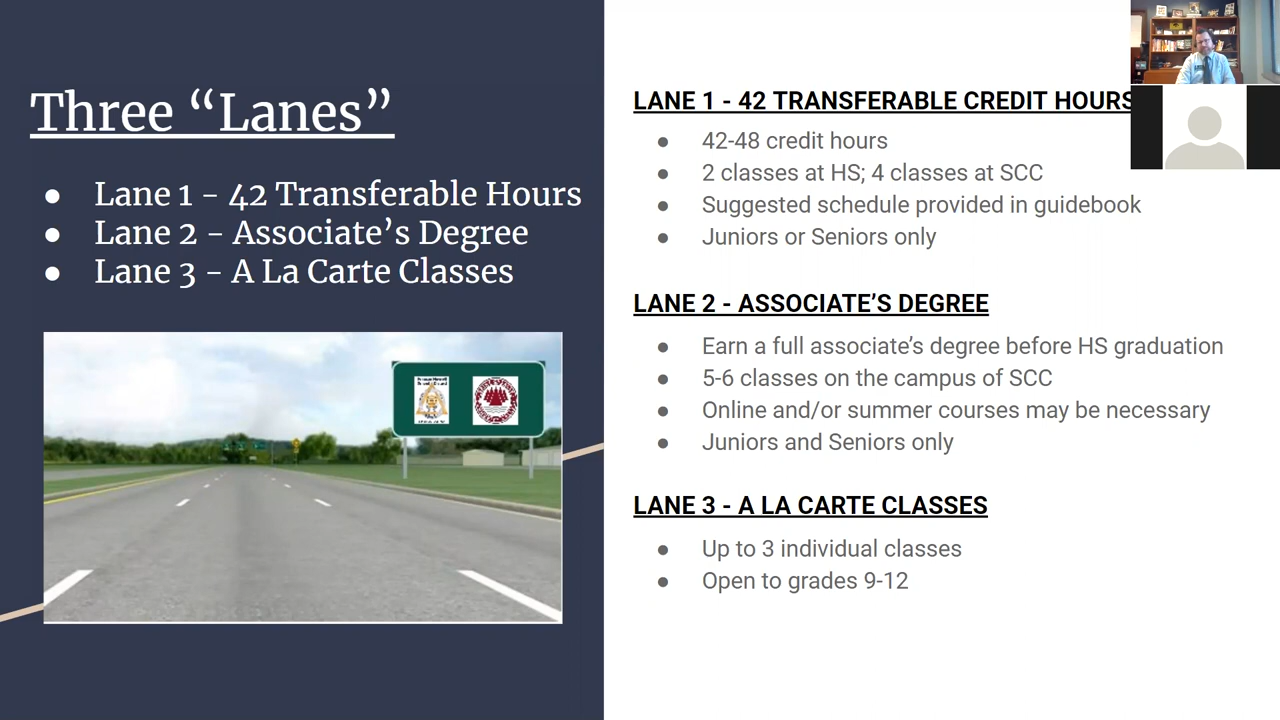 Three “Lanes”
● Lane 1 - 42 Transferable Hours
● Lane 2 - Associate’s Degree
● Lane 3 - A La Carte Classes
LANE 1 - 42 TRANSFERABLE CREDIT HOURS
● 42-48 credit hours
● 2 classes at HS; 4 classes at SCC
● Suggested schedule provided in guidebook
● Juniors or Seniors only
LANE 2 - ASSOCIATE’S DEGREE
● Earn a full associate’s degree before HS graduation
● 5-6 classes on the campus of SCC
● Online and/or summer courses may be necessary
● Juniors and Seniors only
LANE 3 - A LA CARTE CLASSES
● Up to 3 individual classes
● Open to grades 9-12